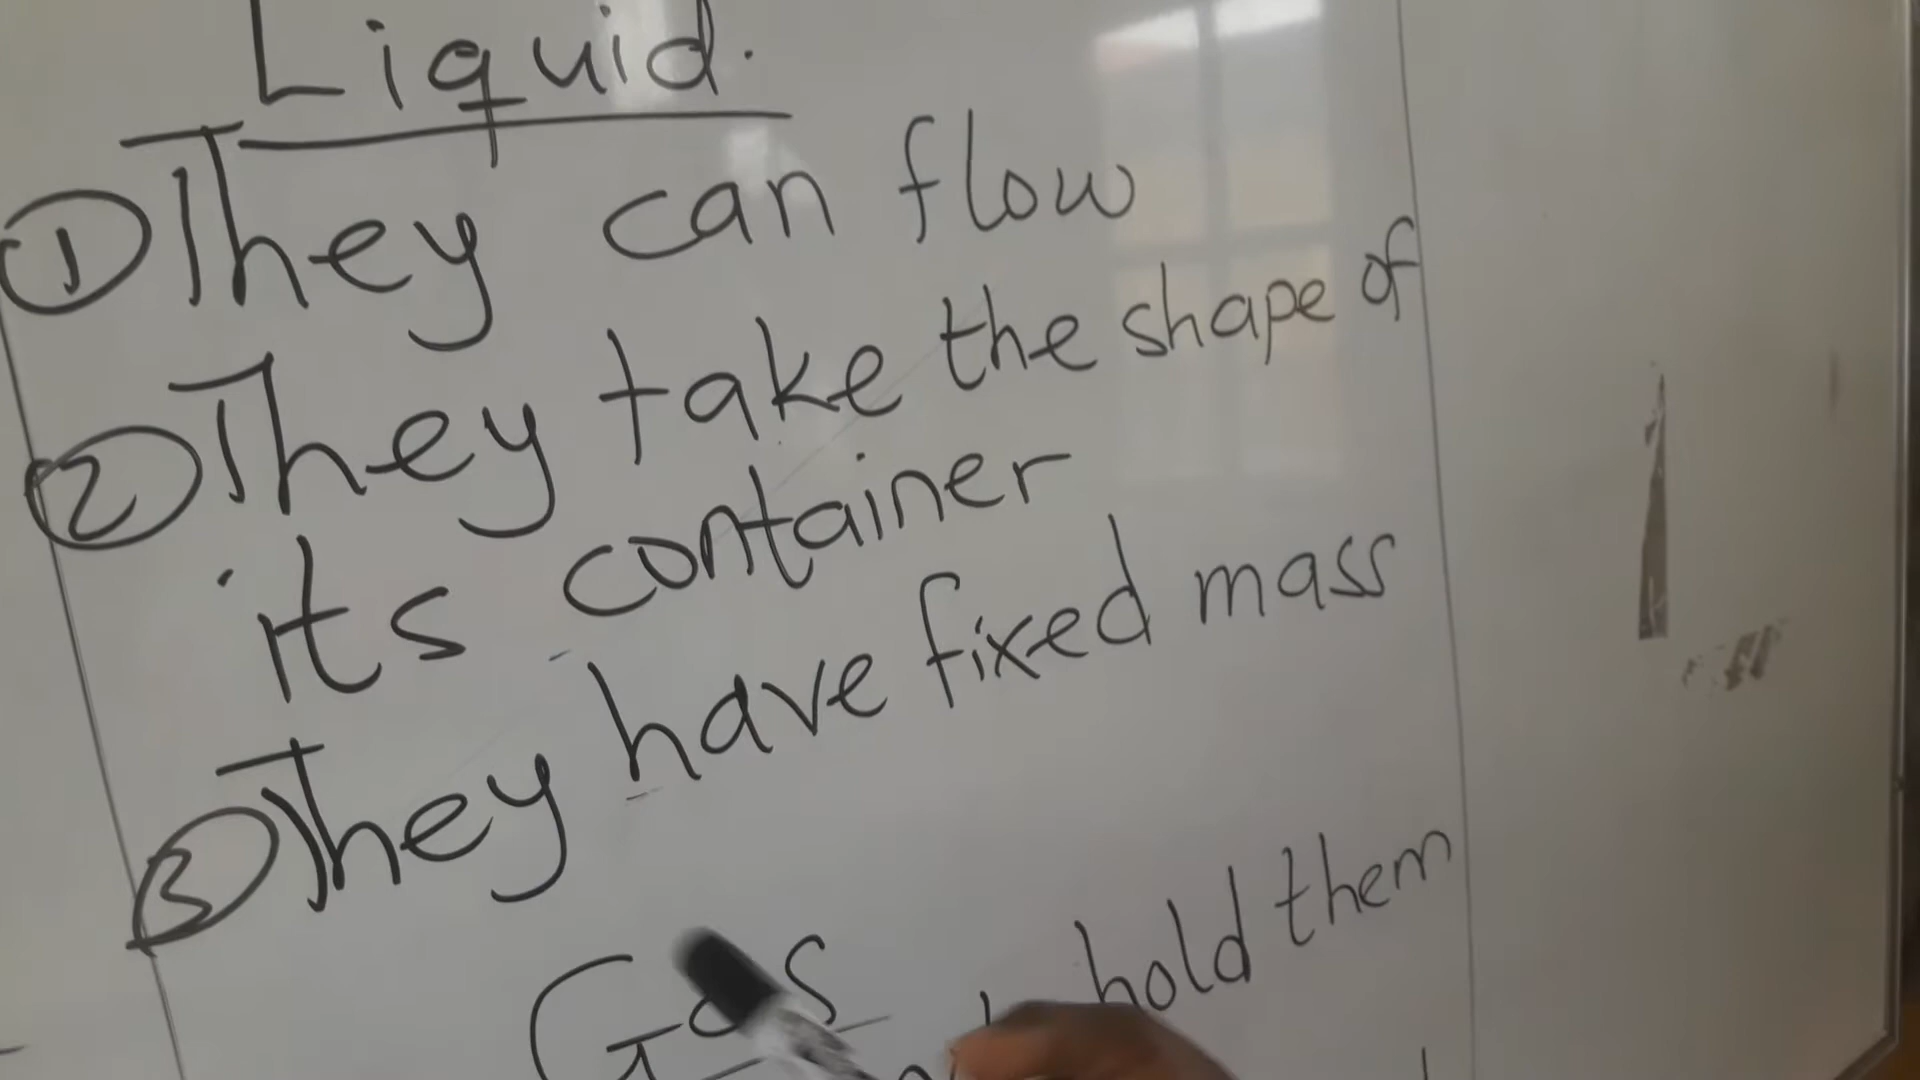 Liquid.
① They can flow
② They take the shape of
its container
③ They have fixed mass
Gas
hold them